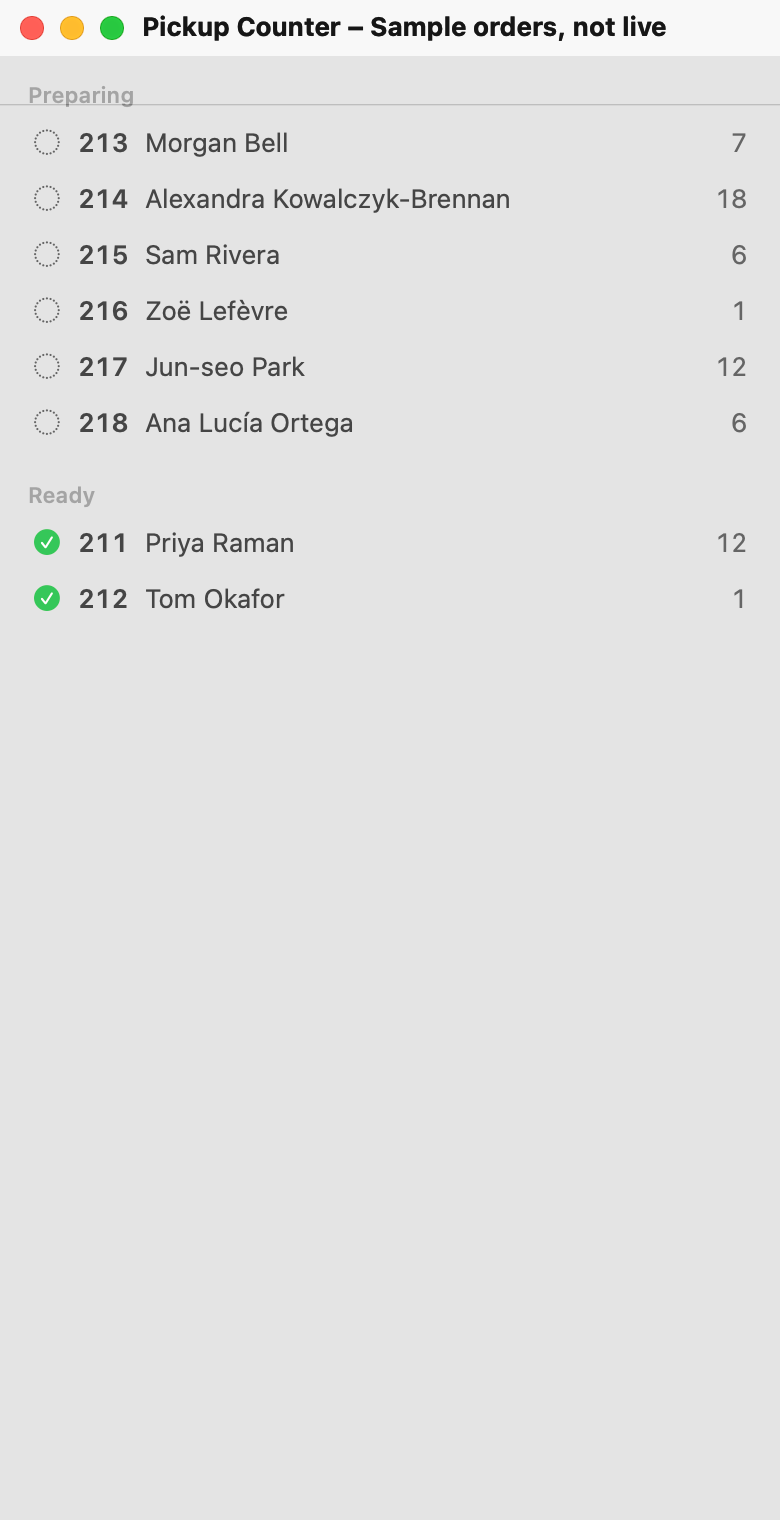 Pickup Counter – Sample orders, not live
Preparing
213 Morgan Bell 7
214 Alexandra Kowalczyk-Brennan 18
215 Sam Rivera 6
216 Zoë Lefèvre 1
217 Jun-seo Park 12
218 Ana Lucía Ortega 6
Ready
211 Priya Raman 12
212 Tom Okafor 1